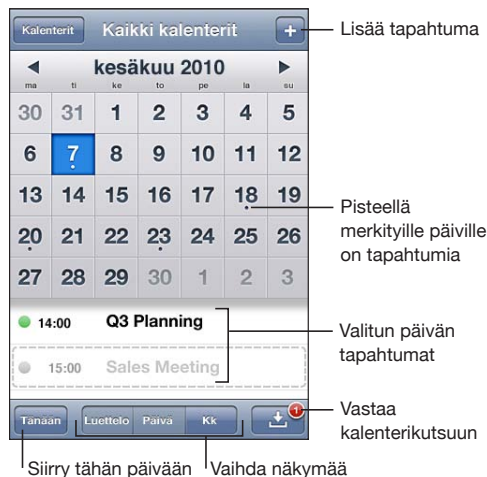 Kalenterit Kaikki kalenterit +
Lisää tapahtuma
kesäkuu 2010
ma ti ke to pe la su
30 31 1 2 3 4 5
6 7 8 9 10 11 12
13 14 15 16 17 18 19
20 21 22 23 24 25 26
27 28 29 30 1 2 3
Pisteellä
merkityille päiville
on tapahtumia
14:00 Q3 Planning
15:00 Sales Meeting
Valitun päivän
tapahtumat
Tänään Luettelo Päivä Kk 1
Vastaa
kalenterikutsuun
Siirry tähän päivään Vaihda näkymää